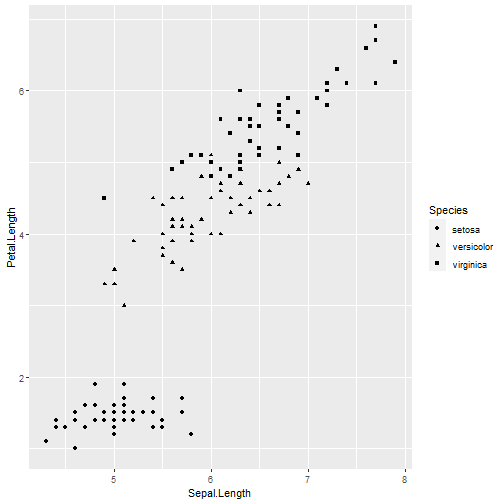 6
4
2
Petal.Length
5 6 7 8
Sepal.Length
Species
setosa
versicolor
virginica